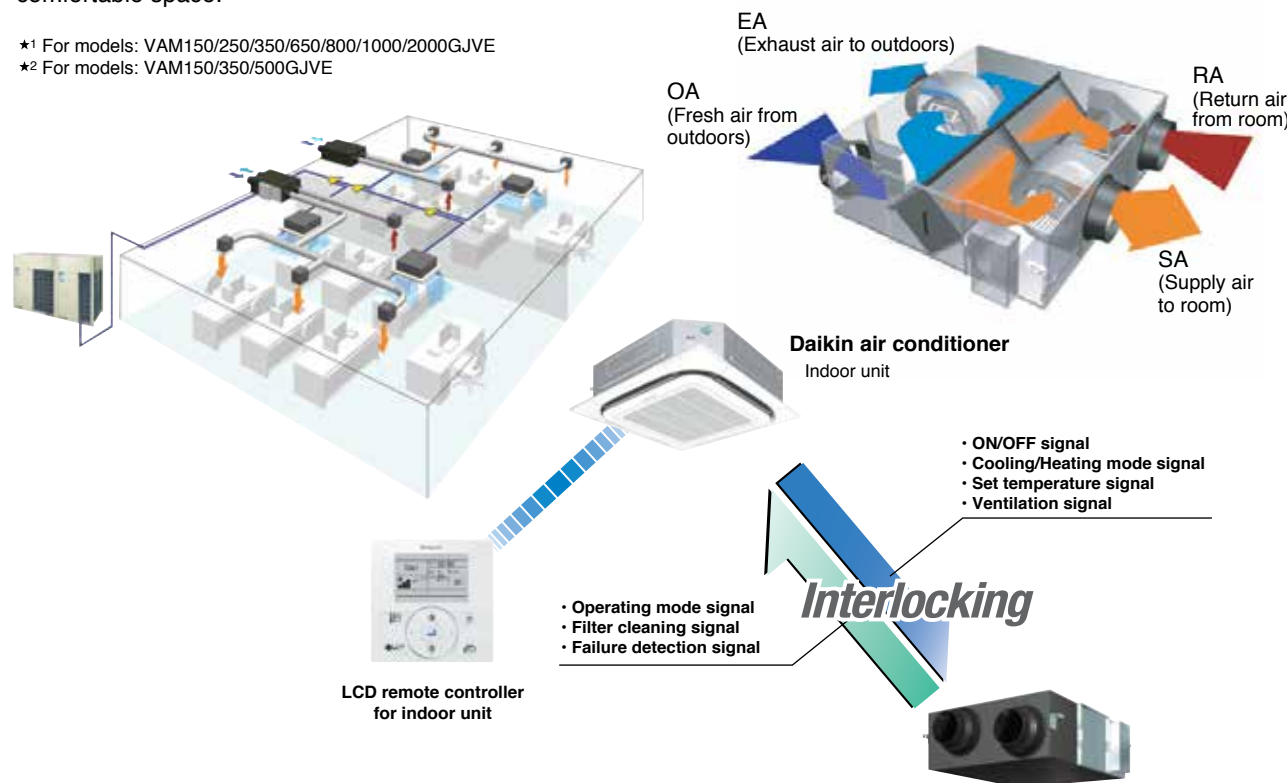 comfortable space.
★1 For models: VAM150/250/350/650/800/1000/2000GJVE
★2 For models: VAM150/350/500GJVE
EA
(Exhaust air to outdoors)
OA
(Fresh air from
outdoors)
RA
(Return air
from room)
SA
(Supply air
to room)
Daikin air conditioner
Indoor unit
・ON/OFF signal
・Cooling/Heating mode signal
・Set temperature signal
・Ventilation signal
Interlocking
・Operating mode signal
・Filter cleaning signal
・Failure detection signal
LCD remote controller
for indoor unit